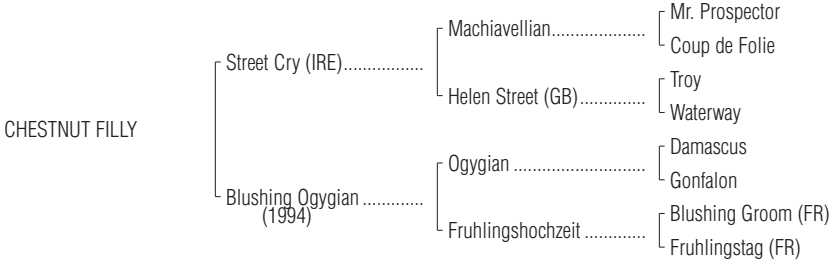 Mr. Prospector
Machiavellian.....................
Coup de Folie
Street Cry (IRE)................
Troy
Helen Street (GB)..............
Waterway
CHESTNUT FILLY
Damascus
Ogygian .............................
Gonfalon
Blushing Ogygian .............
(1994)
Blushing Groom (FR)
Fruhlingshochzeit .............
Fruhlingstag (FR)